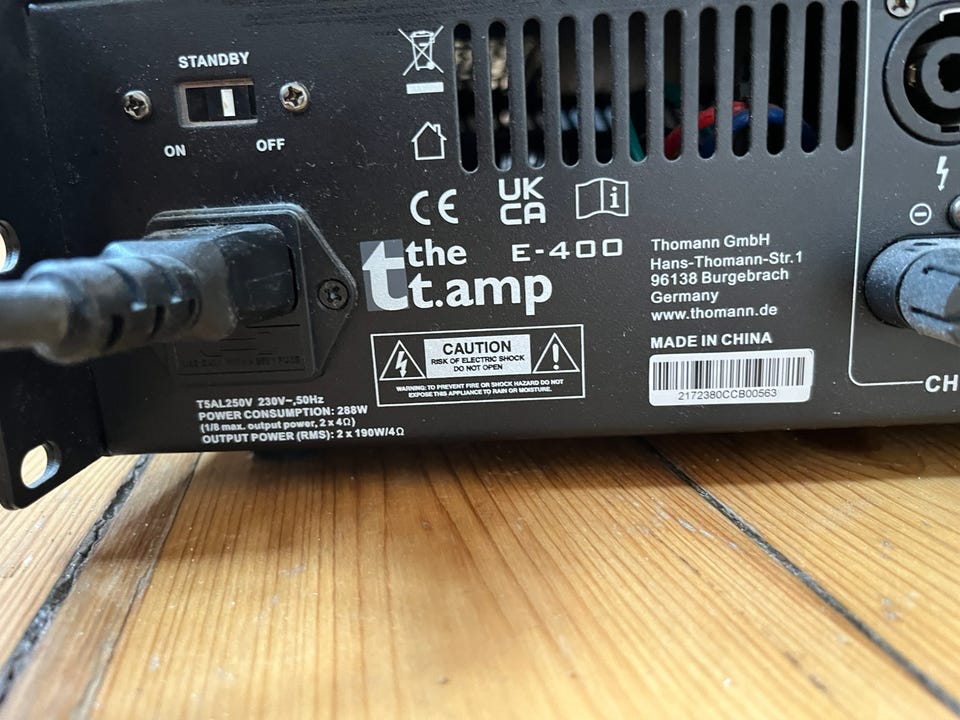 STANDBY
ON OFF
CE
UK
CA
i
the
t.amp
E-400
Thomann GmbH
Hans-Thomann-Str.1
96138 Burgebrach
Germany
www.thomann.de
MADE IN CHINA
2172380CCB00563
CAUTION
RISK OF ELECTRIC SHOCK
DO NOT OPEN
WARNING: TO PREVENT FIRE OR SHOCK HAZARD DO NOT
EXPOSE THIS APPLIANCE TO RAIN OR MOISTURE.
T5AL250V 230V~,50Hz
POWER CONSUMPTION: 288W
(1/8 max. output power, 2 x 4Ω)
OUTPUT POWER (RMS): 2 x 190W/4Ω
CH